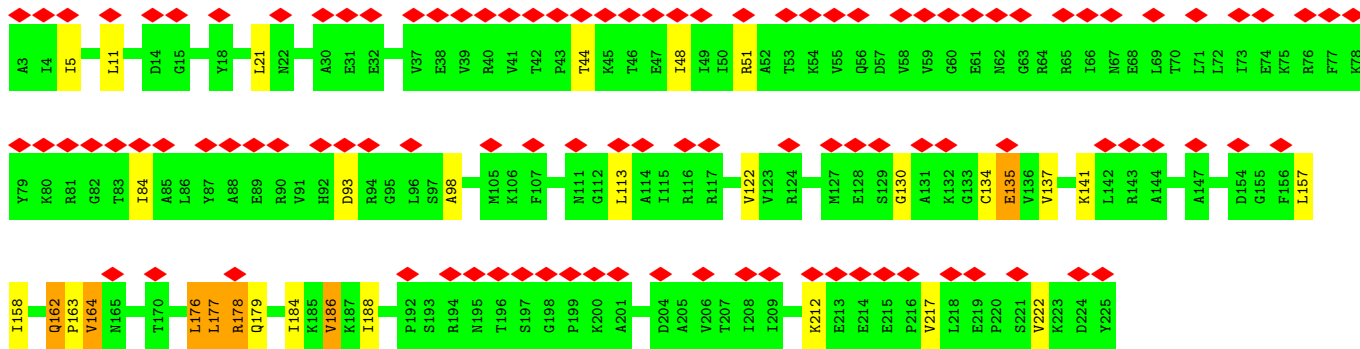 A3 I4 I5 L11 D14 G15 Y18 L21 N22 A30 E31 E32 V37 E38 V39 R40 V41 T42 P43 T44 K45 T46 E47 I48 I49 I50 R51 A52 T53 K54 V55 Q56 D57 V58 V59 G60 E61 N62 G63 R64 R65 I66 N67 E68 L69 T70 L71 L72 I73 E74 K75 R76 F77 K78
Y79 K80 R81 G82 T83 I84 A85 L86 Y87 A88 E89 R90 V91 H92 D93 R94 G95 L96 S97 A98 M105 K106 F107 N111 G112 L113 A114 I115 R116 R117 V122 V123 R124 M127 E128 S129 G130 A131 K132 G133 C134 E135 V136 V137 K141 L142 R143 A144 A147 D154 G155 F156 L157
I158 Q162 P163 V164 N165 T170 L176 L177 R178 Q179 I184 K185 V186 K187 I188 P192 S193 R194 N195 T196 S197 G198 P199 K200 A201 D204 A205 V206 T207 I208 I209 K212 E213 E214 E215 P216 V217 L218 E219 P220 S221 V222 K223 D224 Y225